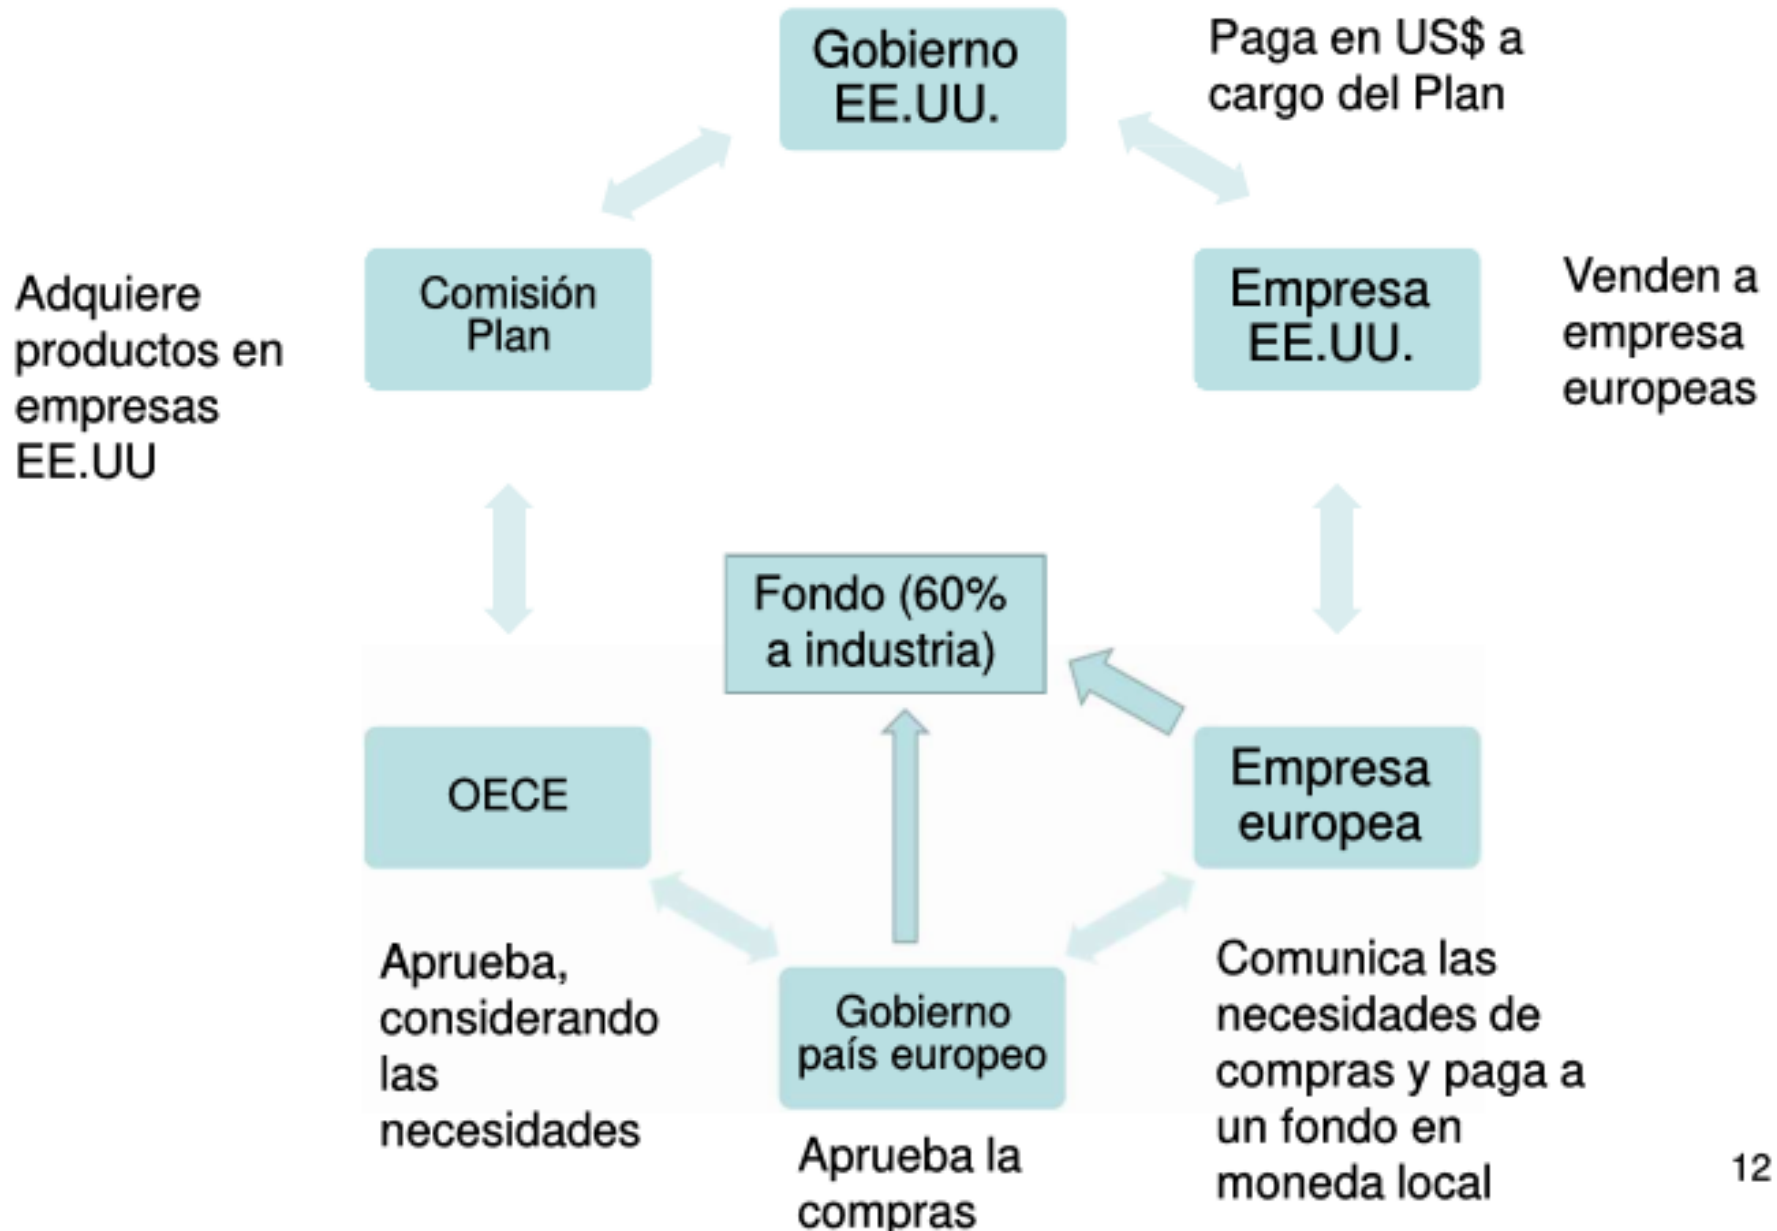 Gobierno
EE.UU.
Paga en US$ a
cargo del Plan
Adquiere
productos en
empresas
EE.UU
Comisión
Plan
Empresa
EE.UU.
Venden a
empresa
europeas
Fondo (60%
a industria)
OECE
Empresa
europea
Aprueba,
considerando
las
necesidades
Gobierno
país europeo
Aprueba la
compras
Comunica las
necesidades de
compras y paga a
un fondo en
moneda local
12